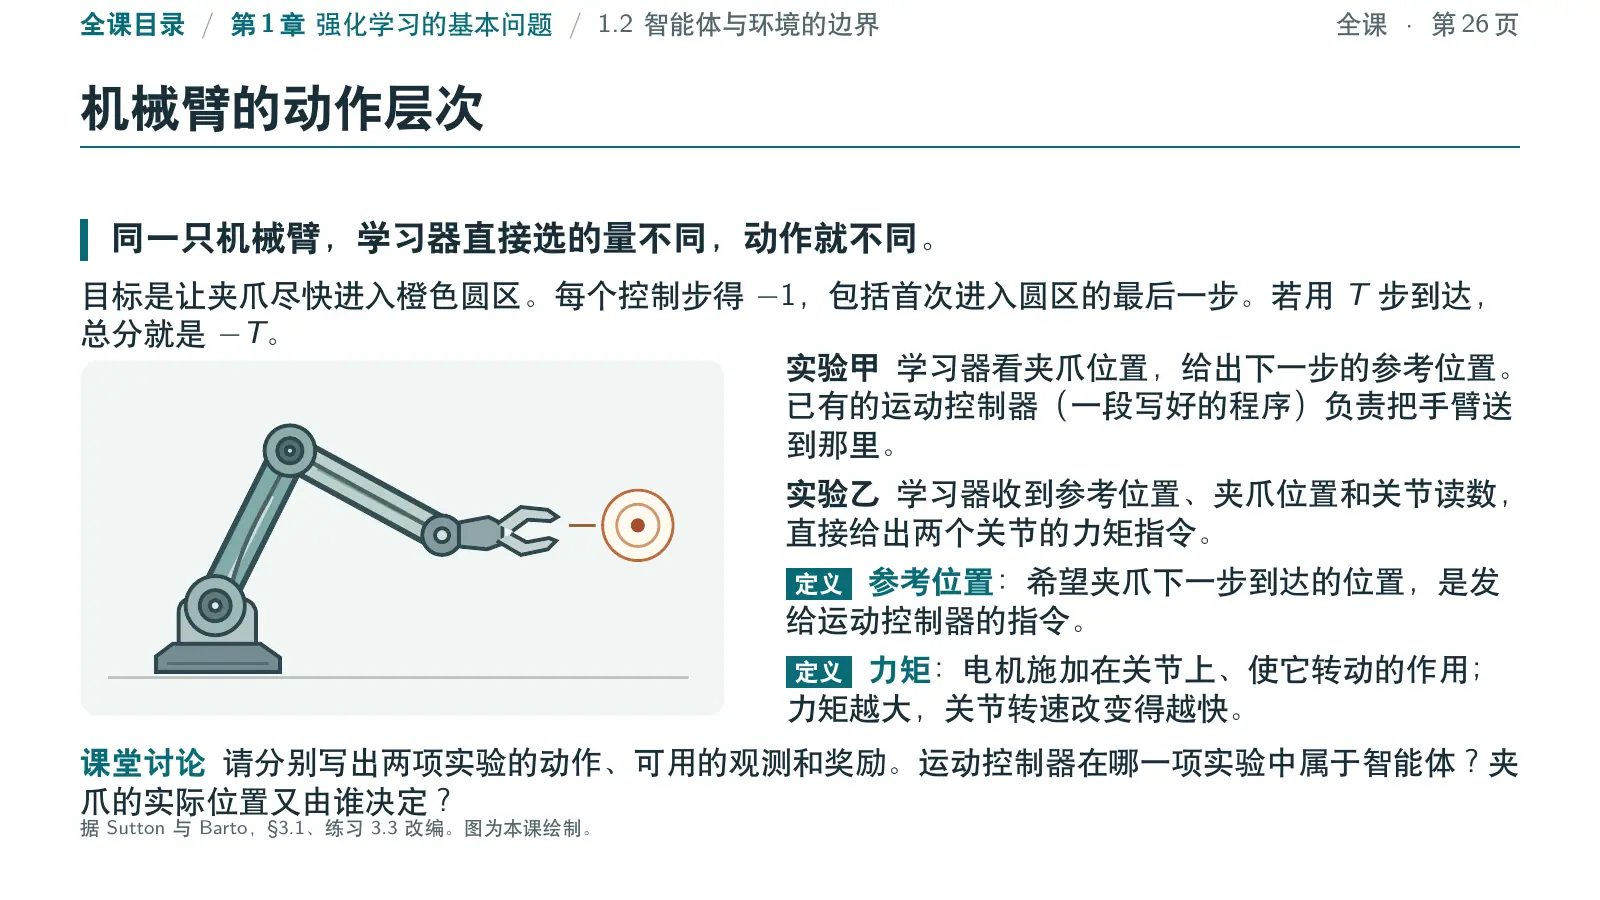 全课目录 / 第1章 强化学习的基本问题 / 1.2 智能体与环境的边界
全课 · 第26页
机械臂的动作层次
同一只机械臂，学习器直接选的量不同，动作就不同。
目标是让夹爪尽快进入橙色圆区。每个控制步得 −1，包括首次进入圆区的最后一步。若用 T 步到达，
总分就是 −T。
实验甲 学习器看夹爪位置，给出下一步的参考位置。
已有的运动控制器（一段写好的程序）负责把手臂送
到那里。
实验乙 学习器收到参考位置、夹爪位置和关节读数，
直接给出两个关节的力矩指令。
定义 参考位置：希望夹爪下一步到达的位置，是发
给运动控制器的指令。
定义 力矩：电机施加在关节上、使它转动的作用；
力矩越大，关节转速改变得越快。
课堂讨论 请分别写出两项实验的动作、可用的观测和奖励。运动控制器在哪一项实验中属于智能体？夹
爪的实际位置又由谁决定？
据 Sutton 与 Barto，§3.1、练习 3.3 改编。图为本课绘制。